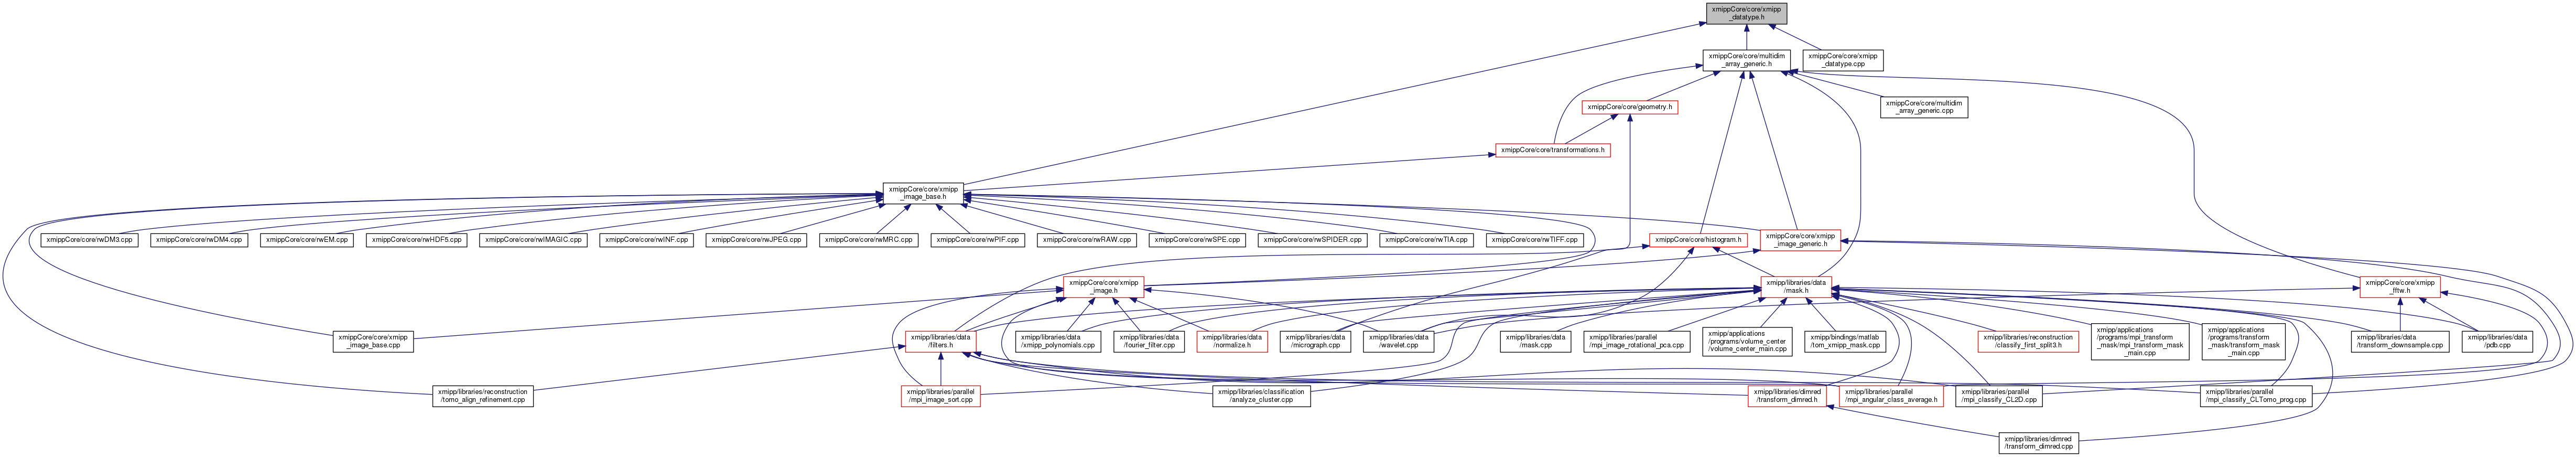 xmippCore/core/xmipp
_datatype.h
xmippCore/core/multidim
_array_generic.h
xmippCore/core/xmipp
_datatype.cpp
xmippCore/core/geometry.h
xmippCore/core/multidim
_array_generic.cpp
xmippCore/core/transformations.h
xmippCore/core/xmipp
_image_base.h
xmippCore/core/rwDM3.cpp
xmippCore/core/rwDM4.cpp
xmippCore/core/rwEM.cpp
xmippCore/core/rwHDF5.cpp
xmippCore/core/rwIMAGIC.cpp
xmippCore/core/rwINF.cpp
xmippCore/core/rwJPEG.cpp
xmippCore/core/rwMRC.cpp
xmippCore/core/rwPIF.cpp
xmippCore/core/rwRAW.cpp
xmippCore/core/rwSPE.cpp
xmippCore/core/rwSPIDER.cpp
xmippCore/core/rwTIA.cpp
xmippCore/core/rwTIFF.cpp
xmippCore/core/histogram.h
xmippCore/core/xmipp
_image_generic.h
xmippCore/core/xmipp
_image.h
xmipp/libraries/data
/mask.h
xmippCore/core/xmipp
_fftw.h
xmippCore/core/xmipp
_image_base.cpp
xmipp/libraries/data
/filters.h
xmipp/libraries/data
/xmipp_polynomials.cpp
xmipp/libraries/data
/fourier_filter.cpp
xmipp/libraries/data
/normalize.h
xmipp/libraries/data
/micrograph.cpp
xmipp/libraries/data
/wavelet.cpp
xmipp/libraries/data
/mask.cpp
xmipp/libraries/parallel
/mpi_image_rotational_pca.cpp
xmipp/applications
/programs/volume_center
/volume_center_main.cpp
xmipp/bindings/matlab
/tom_xmipp_mask.cpp
xmipp/libraries/reconstruction
/classify_first_split3.h
xmipp/applications
/programs/mpi_transform
_mask/mpi_transform_mask
_main.cpp
xmipp/applications
/programs/transform
_mask/transform_mask
_main.cpp
xmipp/libraries/data
/transform_downsample.cpp
xmipp/libraries/data
/pdb.cpp
xmipp/libraries/reconstruction
/tomo_align_refinement.cpp
xmipp/libraries/parallel
/mpi_image_sort.cpp
xmipp/libraries/classification
/analyze_cluster.cpp
xmipp/libraries/dimred
/transform_dimred.h
xmipp/libraries/parallel
/mpi_angular_class_average.h
xmipp/libraries/parallel
/mpi_classify_CL2D.cpp
xmipp/libraries/parallel
/mpi_classify_CLTomo_prog.cpp
xmipp/libraries/dimred
/transform_dimred.cpp